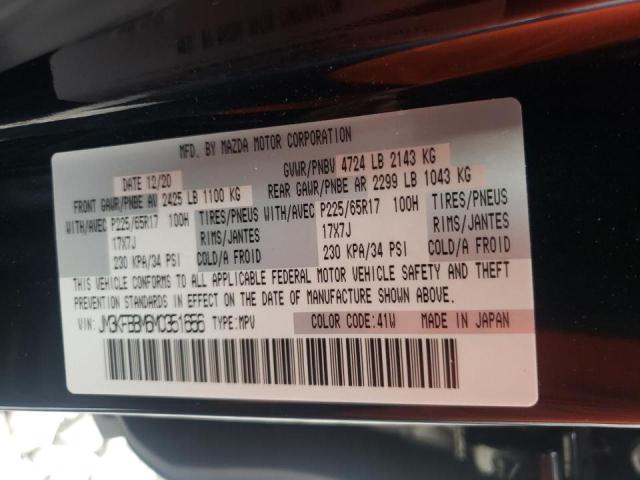 MFD. BY MAZDA MOTOR CORPORATION
DATE 12/20 GVWR/PNBV 4724 LB 2143 KG
FRONT GAWR/PNBE AV 2425 LB 1100 KG REAR GAWR/PNBE AR 2299 LB 1043 KG
WITH/AVEC P225/65R17 100H TIRES/PNEUS WITH/AVEC P225/65R17 100H TIRES/PNEUS
17X7J RIMS/JANTES 17X7J RIMS/JANTES
230 KPA/34 PSI COLD/A FROID 230 KPA/34 PSI COLD/A FROID
THIS VEHICLE CONFORMS TO ALL APPLICABLE FEDERAL MOTOR VEHICLE SAFETY AND THEFT
PREVENTION STANDARDS IN EFFECT ON THE DATE OF MANUFACTURE SHOWN ABOVE.
VIN: JM3KFBBM6M0351656 TYPE:MPV COLOR CODE:41W MADE IN JAPAN